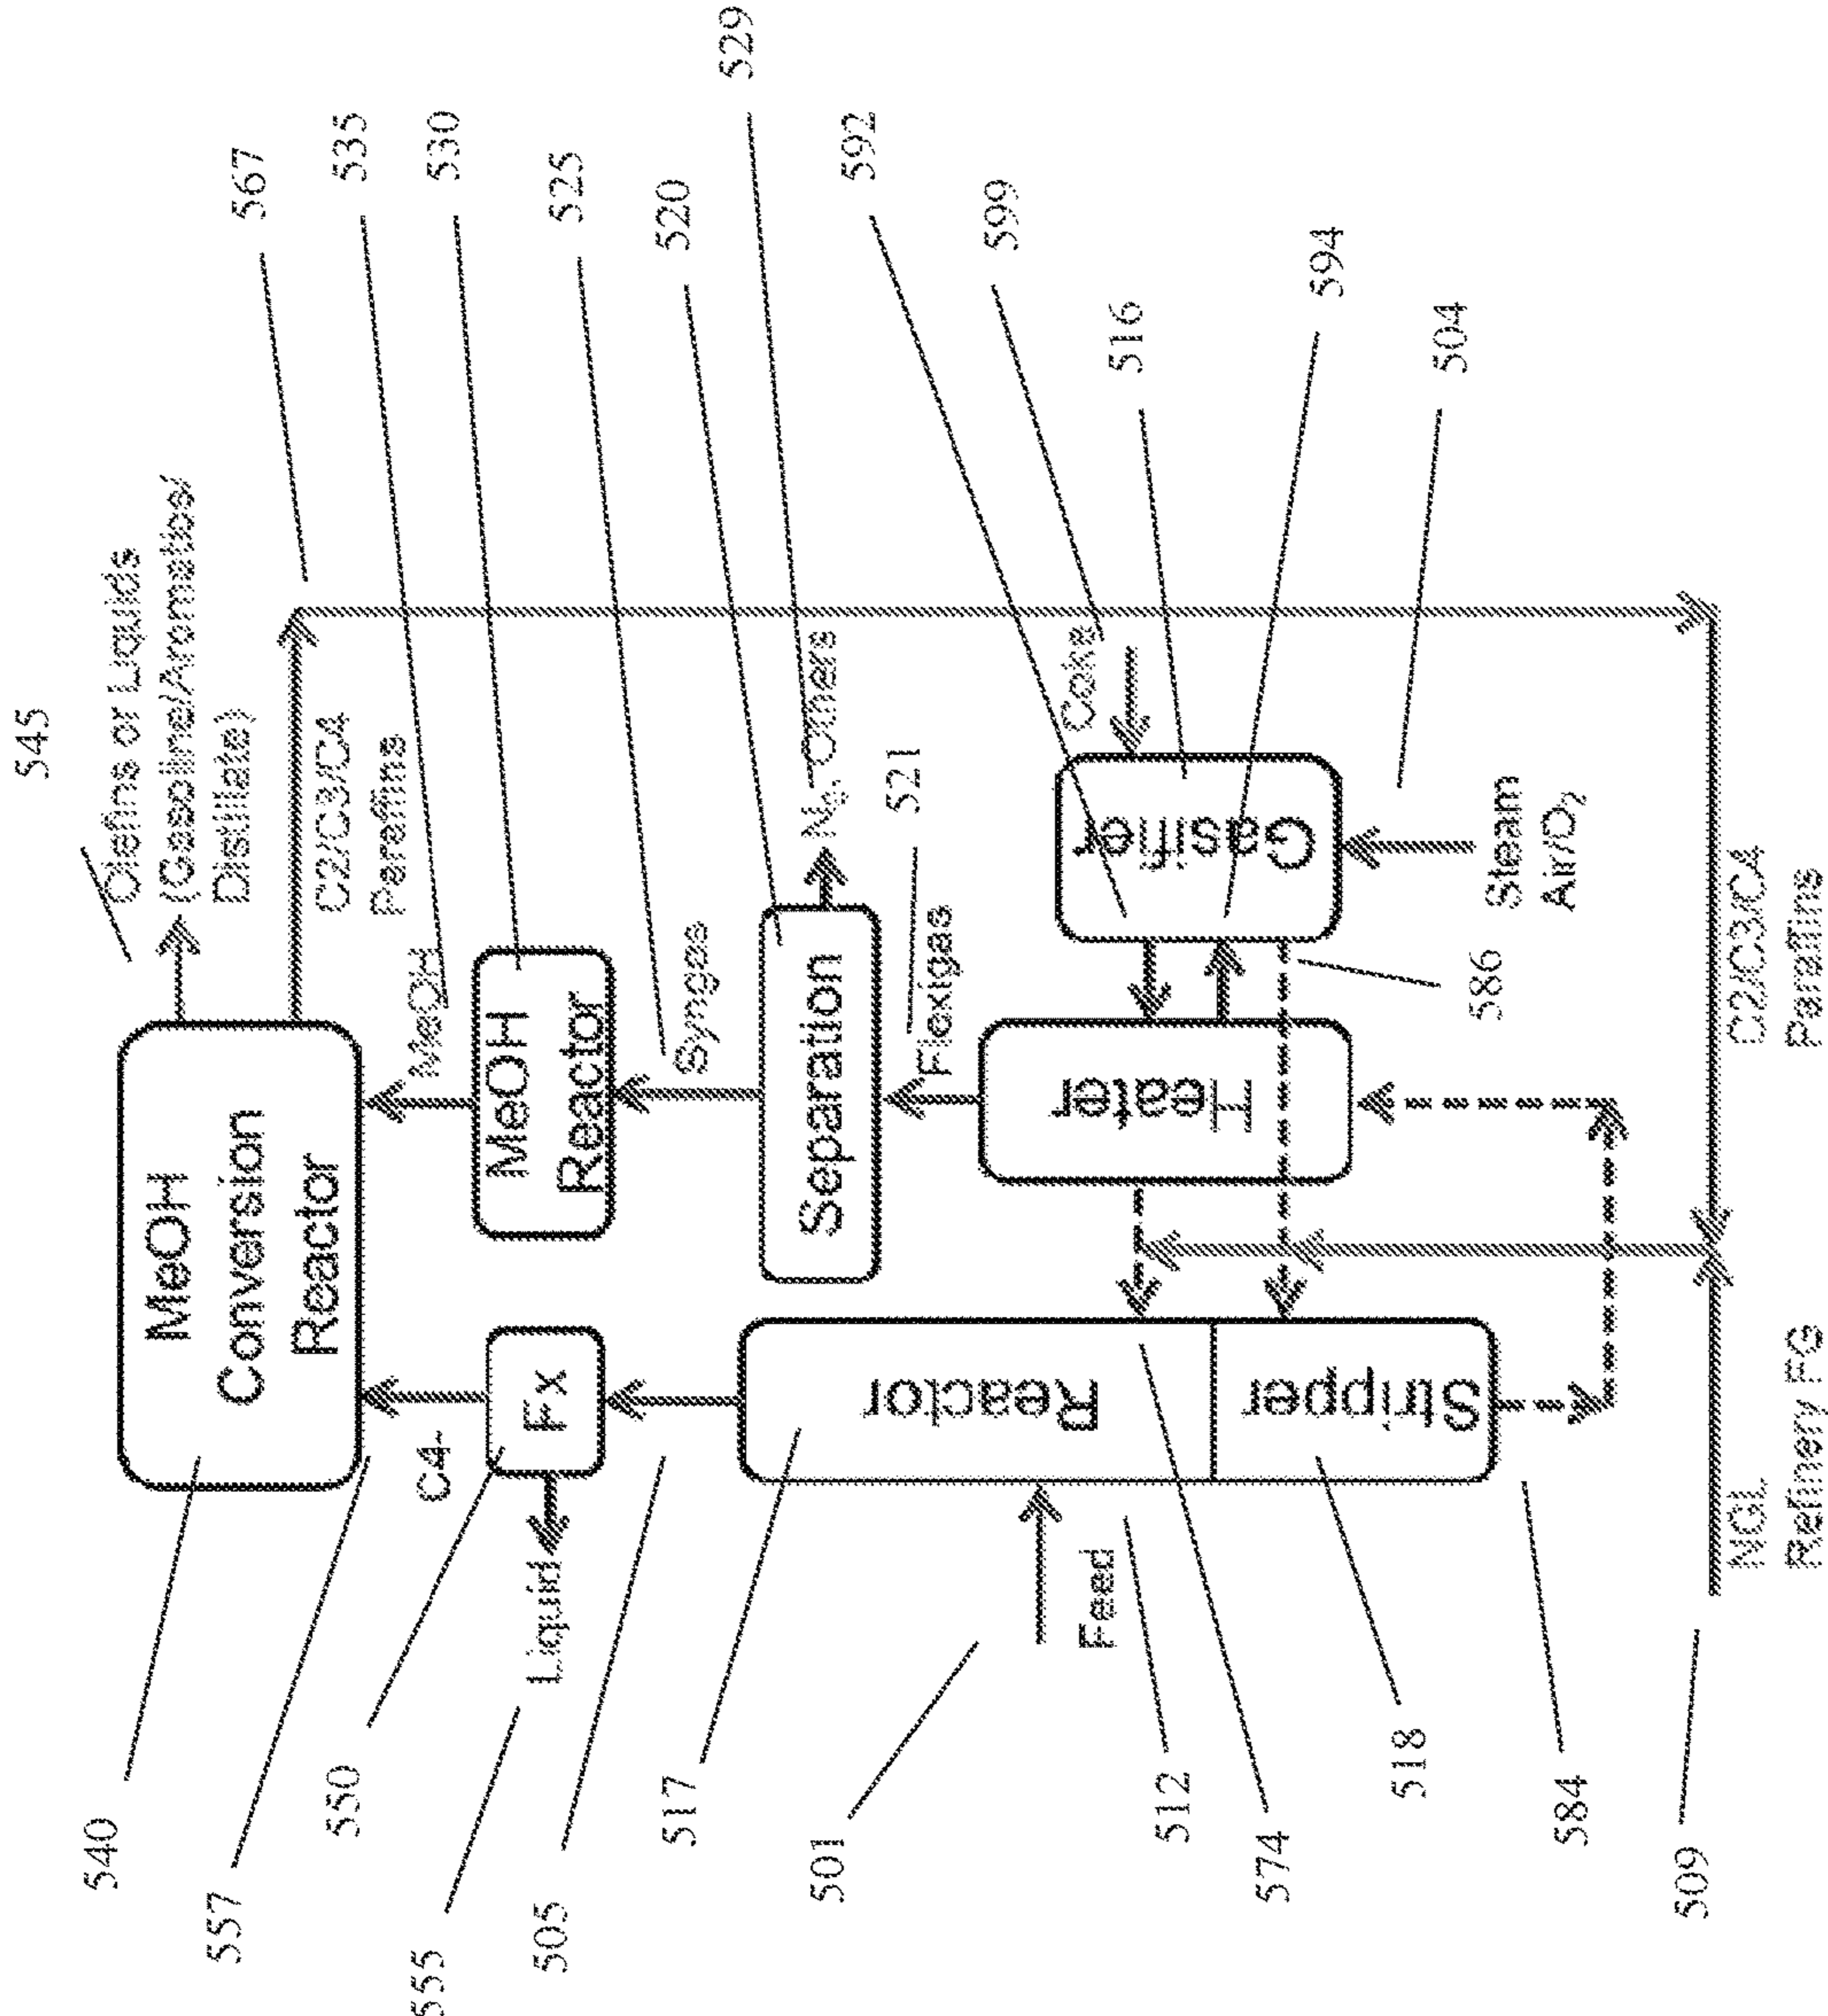 545
Olefins or Liquids
(Gasoline/Aromatics/
Distillate)
567
535
530
525
520
529
592
599
516
594
504
C2/C3/C4
Paraffins
MeOH
Conversion
Reactor
MeOH
MeOH
Reactor
Syngas
Separation
N₂, Others
521
Flexigas
Coke
Gasifier
Heater
Steam
Air/O₂
586
C2/C3/C4
Paraffins
C4-
Fx
Liquid
Reactor
Stripper
Feed
NGL
Refinery FG
540
557
550
555
505
517
501
512
574
518
584
509